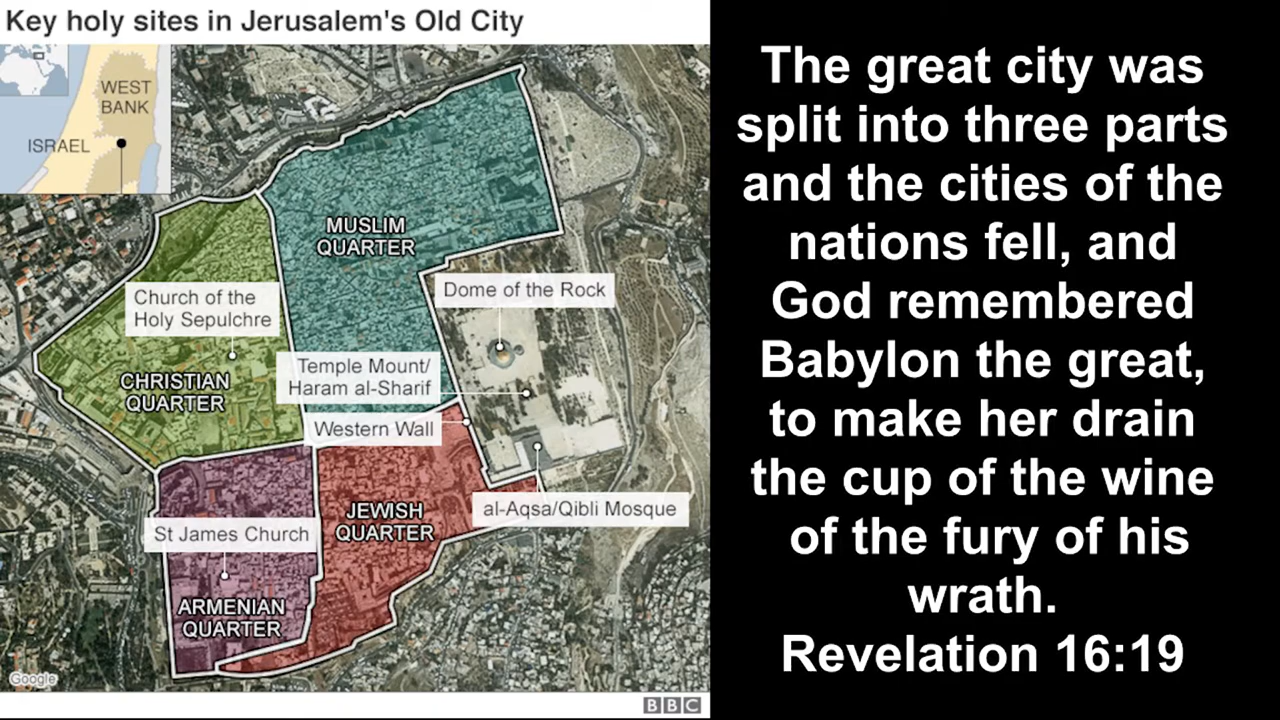 Key holy sites in Jerusalem's Old City
WEST
BANK
ISRAEL
MUSLIM
QUARTER
Dome of the Rock
Church of the
Holy Sepulchre
Temple Mount/
Haram al-Sharif
CHRISTIAN
QUARTER
Western Wall
al-Aqsa/Qibli Mosque
JEWISH
QUARTER
St James Church
ARMENIAN
QUARTER
Google
BBC
The great city was
split into three parts
and the cities of the
nations fell, and
God remembered
Babylon the great,
to make her drain
the cup of the wine
of the fury of his
wrath.
Revelation 16:19